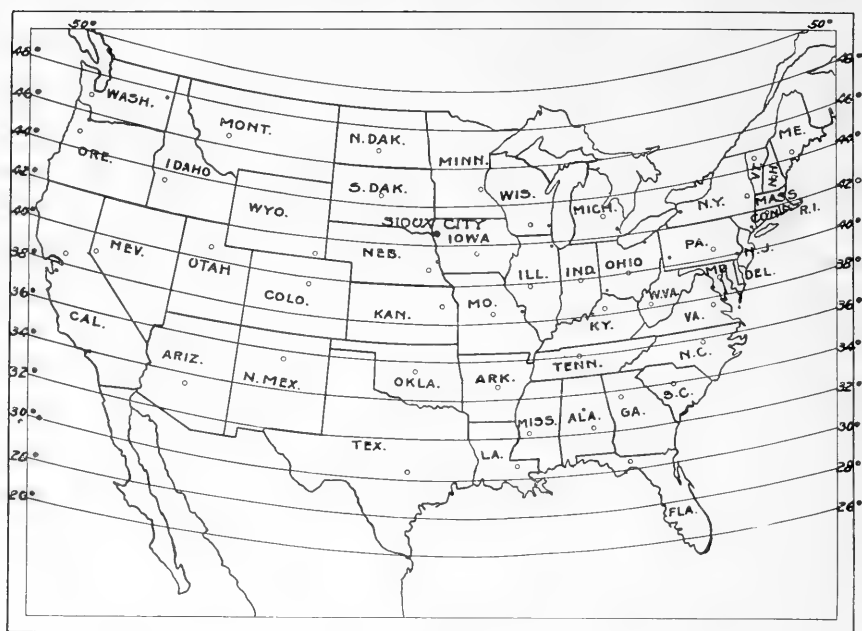 50°
50°
48°
48°
46°
46°
44°
44°
42°
42°
40°
40°
38°
38°
36°
36°
34°
34°
32°
32°
30°
30°
28°
28°
26°
26°
WASH.
MONT.
N. DAK.
MINN.
ME.
ORE.
IDAHO
S. DAK.
WIS.
MICH.
N.Y.
VT.
N.H.
MASS.
CONN.
R.I.
WYO.
SIOUX CITY
IOWA
NEV.
UTAH
NEB.
ILL.
IND.
OHIO
PA.
N.J.
MD.
DEL.
CAL.
COLO.
KAN.
MO.
KY.
W.VA.
VA.
ARIZ.
N. MEX.
OKLA.
ARK.
TENN.
N.C.
S.C.
TEX.
LA.
MISS.
ALA.
GA.
FLA.